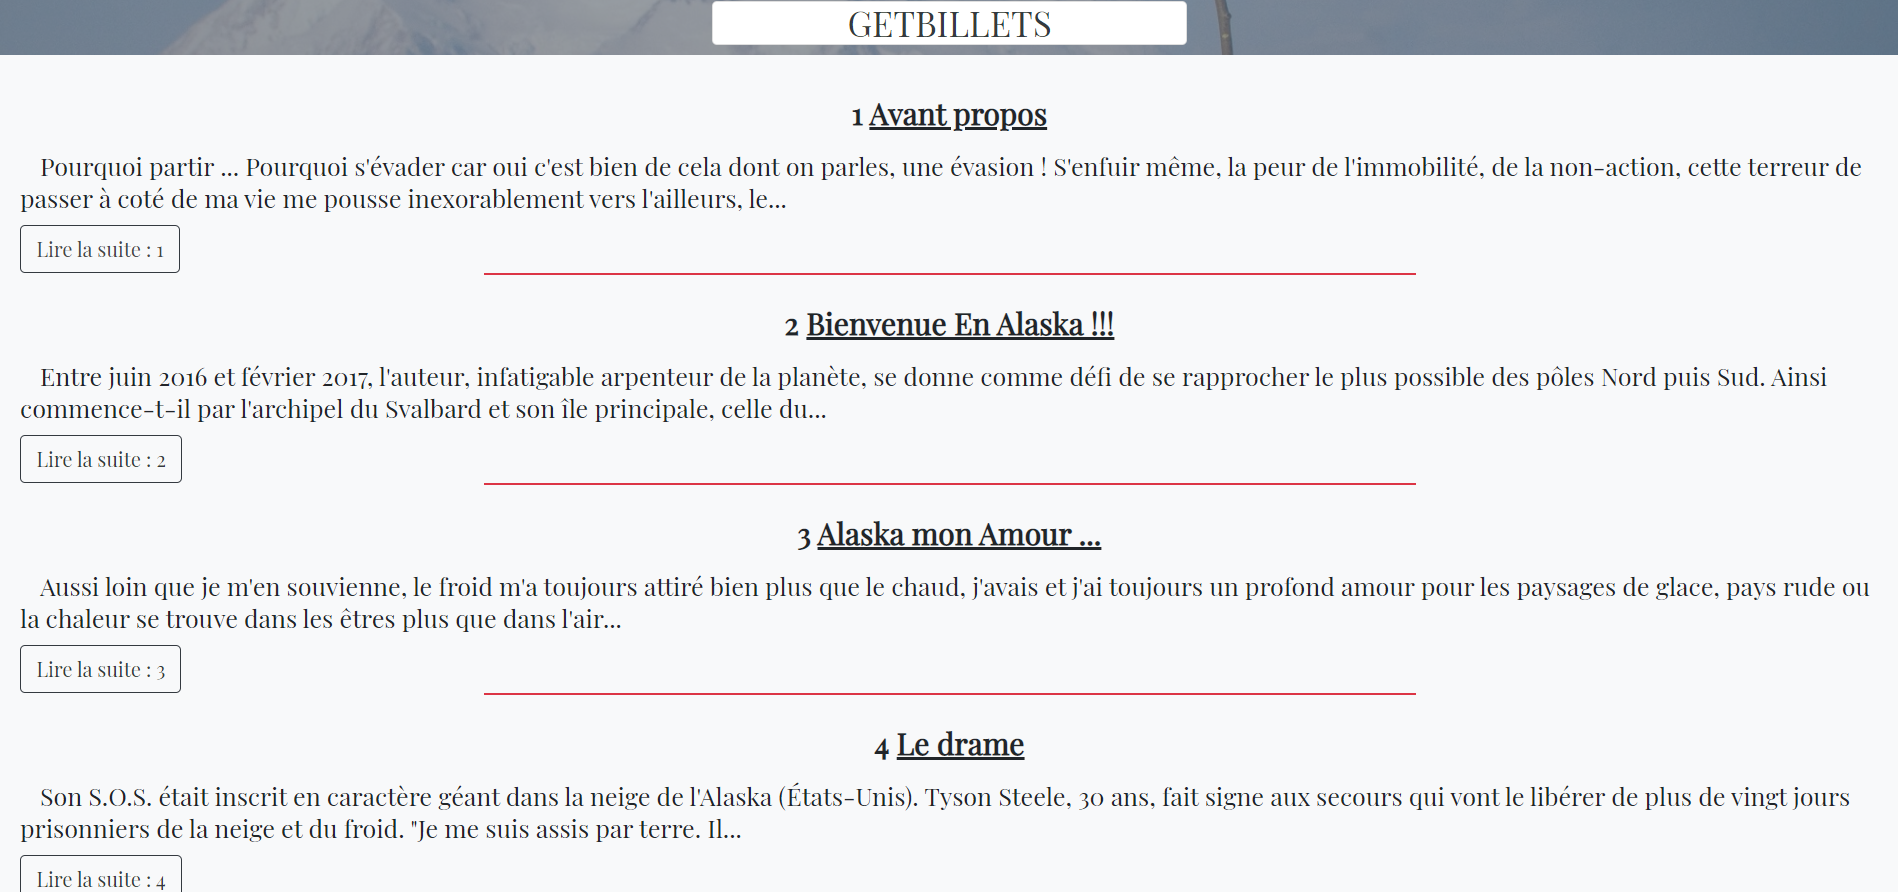 GETBILLETS
1 Avant propos
Pourquoi partir ... Pourquoi s'évader car oui c'est bien de cela dont on parles, une évasion ! S'enfuir même, la peur de l'immobilité, de la non-action, cette terreur de
passer à coté de ma vie me pousse inexorablement vers l'ailleurs, le...
Lire la suite : 1
2 Bienvenue En Alaska !!!
Entre juin 2016 et février 2017, l'auteur, infatigable arpenteur de la planète, se donne comme défi de se rapprocher le plus possible des pôles Nord puis Sud. Ainsi
commence-t-il par l'archipel du Svalbard et son île principale, celle du...
Lire la suite : 2
3 Alaska mon Amour ...
Aussi loin que je m'en souvienne, le froid m'a toujours attiré bien plus que le chaud, j'avais et j'ai toujours un profond amour pour les paysages de glace, pays rude ou
la chaleur se trouve dans les êtres plus que dans l'air...
Lire la suite : 3
4 Le drame
Son S.O.S. était inscrit en caractère géant dans la neige de l'Alaska (États-Unis). Tyson Steele, 30 ans, fait signe aux secours qui vont le libérer de plus de vingt jours
prisonniers de la neige et du froid. "Je me suis assis par terre. Il...
Lire la suite : 4